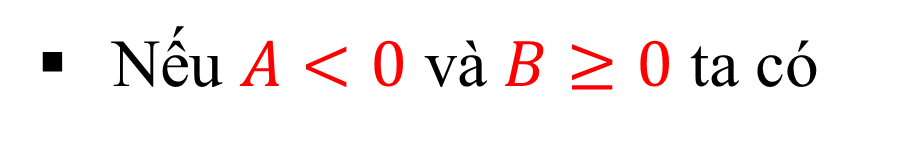 ▪ Nếu 𝐴 < 0 và 𝐵 ≥ 0 ta có